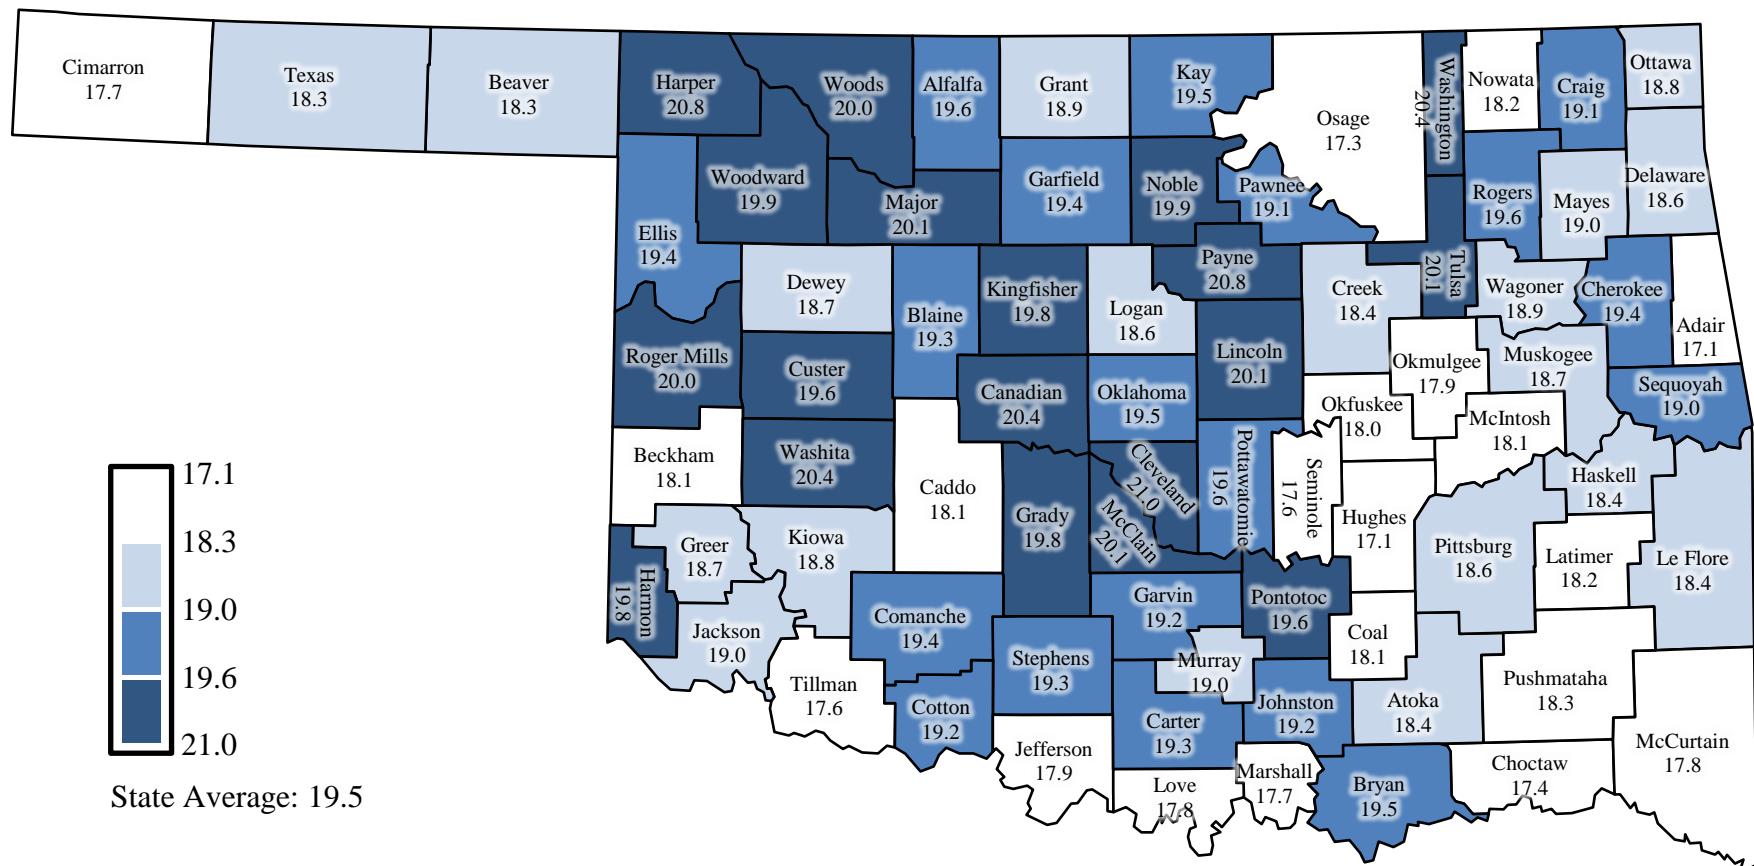 Cimarron
17.7
Texas
18.3
Beaver
18.3
Harper
20.8
Woods
20.0
Alfalfa
19.6
Grant
18.9
Kay
19.5
Osage
17.3
Washington
20.4
Nowata
18.2
Craig
19.1
Ottawa
18.8
Woodward
19.9
Major
20.1
Garfield
19.4
Noble
19.9
Pawnee
19.1
Rogers
19.6
Mayes
19.0
Delaware
18.6
Ellis
19.4
Dewey
18.7
Blaine
19.3
Kingfisher
19.8
Logan
18.6
Payne
20.8
Creek
18.4
Tulsa
20.1
Wagoner
18.9
Cherokee
19.4
Adair
17.1
Roger Mills
20.0
Custer
19.6
Canadian
20.4
Oklahoma
19.5
Lincoln
20.1
Okmulgee
17.9
Muskogee
18.7
Sequoyah
19.0
Okfuskee
18.0
McIntosh
18.1
Beckham
18.1
Washita
20.4
Caddo
18.1
Grady
19.8
Cleveland
21.0
McClain
20.1
Pottawatomie
19.6
Seminole
17.6
Hughes
17.1
Haskell
18.4
Pittsburg
18.6
Latimer
18.2
Le Flore
18.4
Greer
18.7
Kiowa
18.8
Harmon
19.8
Jackson
19.0
Comanche
19.4
Garvin
19.2
Pontotoc
19.6
Coal
18.1
Stephens
19.3
Murray
19.0
Tillman
17.6
Cotton
19.2
Carter
19.3
Johnston
19.2
Atoka
18.4
Pushmataha
18.3
McCurtain
17.8
Jefferson
17.9
Love
17.8
Marshall
17.7
Bryan
19.5
Choctaw
17.4
17.1
18.3
19.0
19.6
21.0
State Average: 19.5